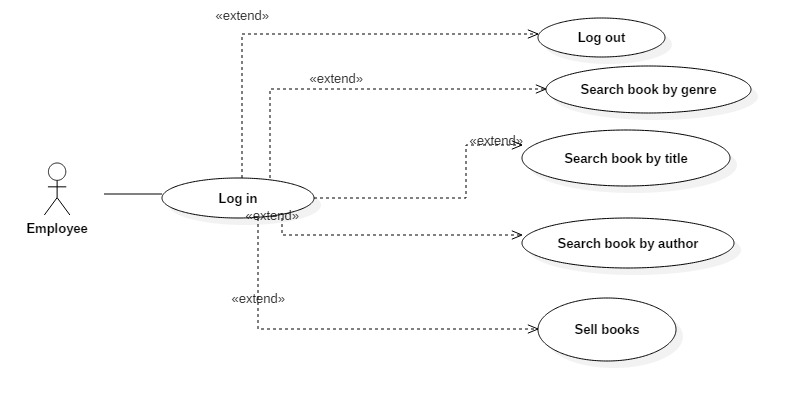 «extend»
Log out
«extend»
Search book by genre
«extend»
Search book by title
Log in
«extend»
Employee
Search book by author
«extend»
Sell books